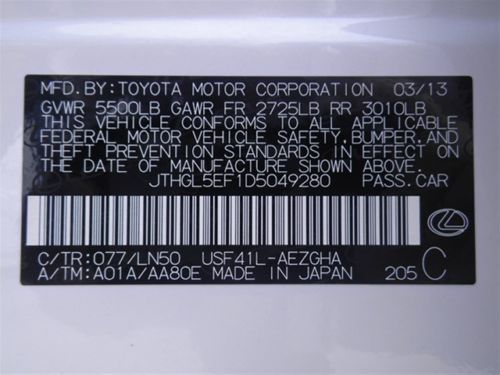 MFD.BY:TOYOTA MOTOR CORPORATION 03/13
GVWR 5500LB GAWR FR 2725LB RR 3010LB
THIS VEHICLE CONFORMS TO ALL APPLICABLE
FEDERAL MOTOR VEHICLE SAFETY,BUMPER,AND
THEFT PREVENTION STANDARDS IN EFFECT ON
THE DATE OF MANUFACTURE SHOWN ABOVE.
JTHGL5EF1D5049280 PASS.CAR
C/TR:077/LN50 USF41L-AEZGHA
A/TM:A01A/AA80E MADE IN JAPAN 205 C